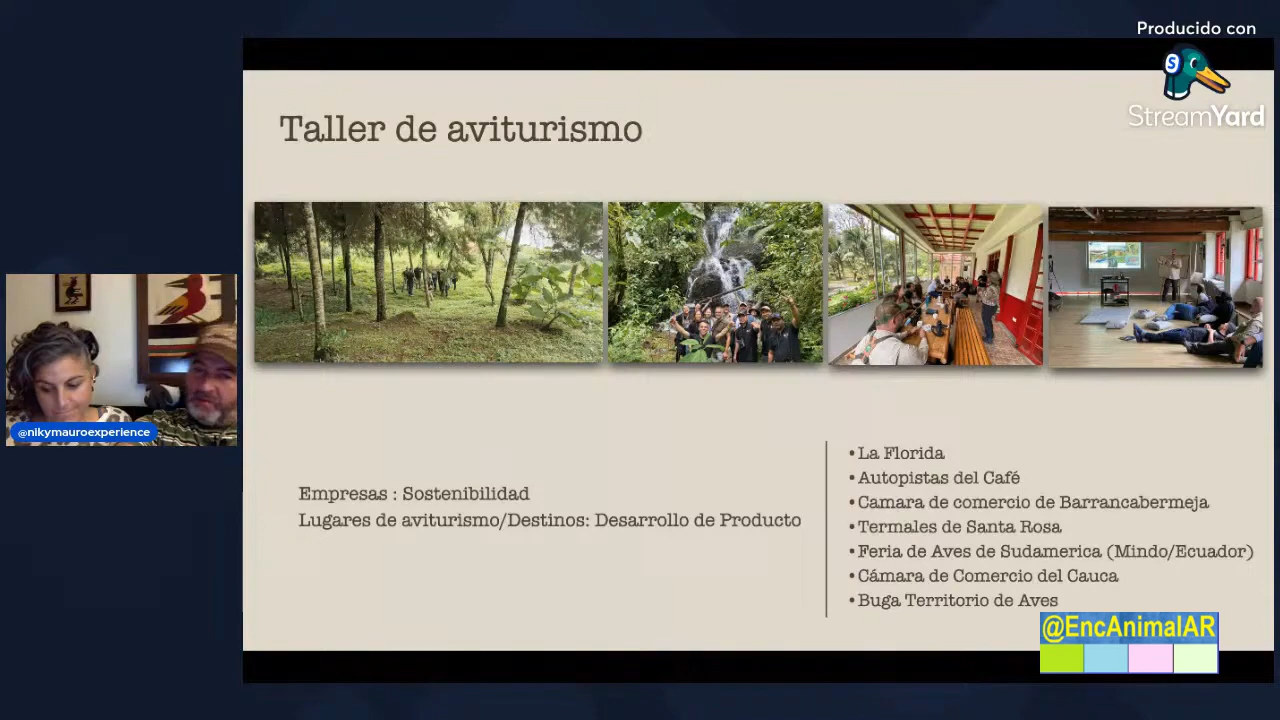 Producido con
S
StreamYard
Taller de aviturismo
@nikymauroexperience
Empresas : Sostenibilidad
Lugares de aviturismo/Destinos: Desarrollo de Producto
•La Florida
•Autopistas del Café
•Camara de comercio de Barrancabermeja
•Termales de Santa Rosa
•Feria de Aves de Sudamerica (Mindo/Ecuador)
•Cámara de Comercio del Cauca
•Buga Territorio de Aves
@EncAnimalAR